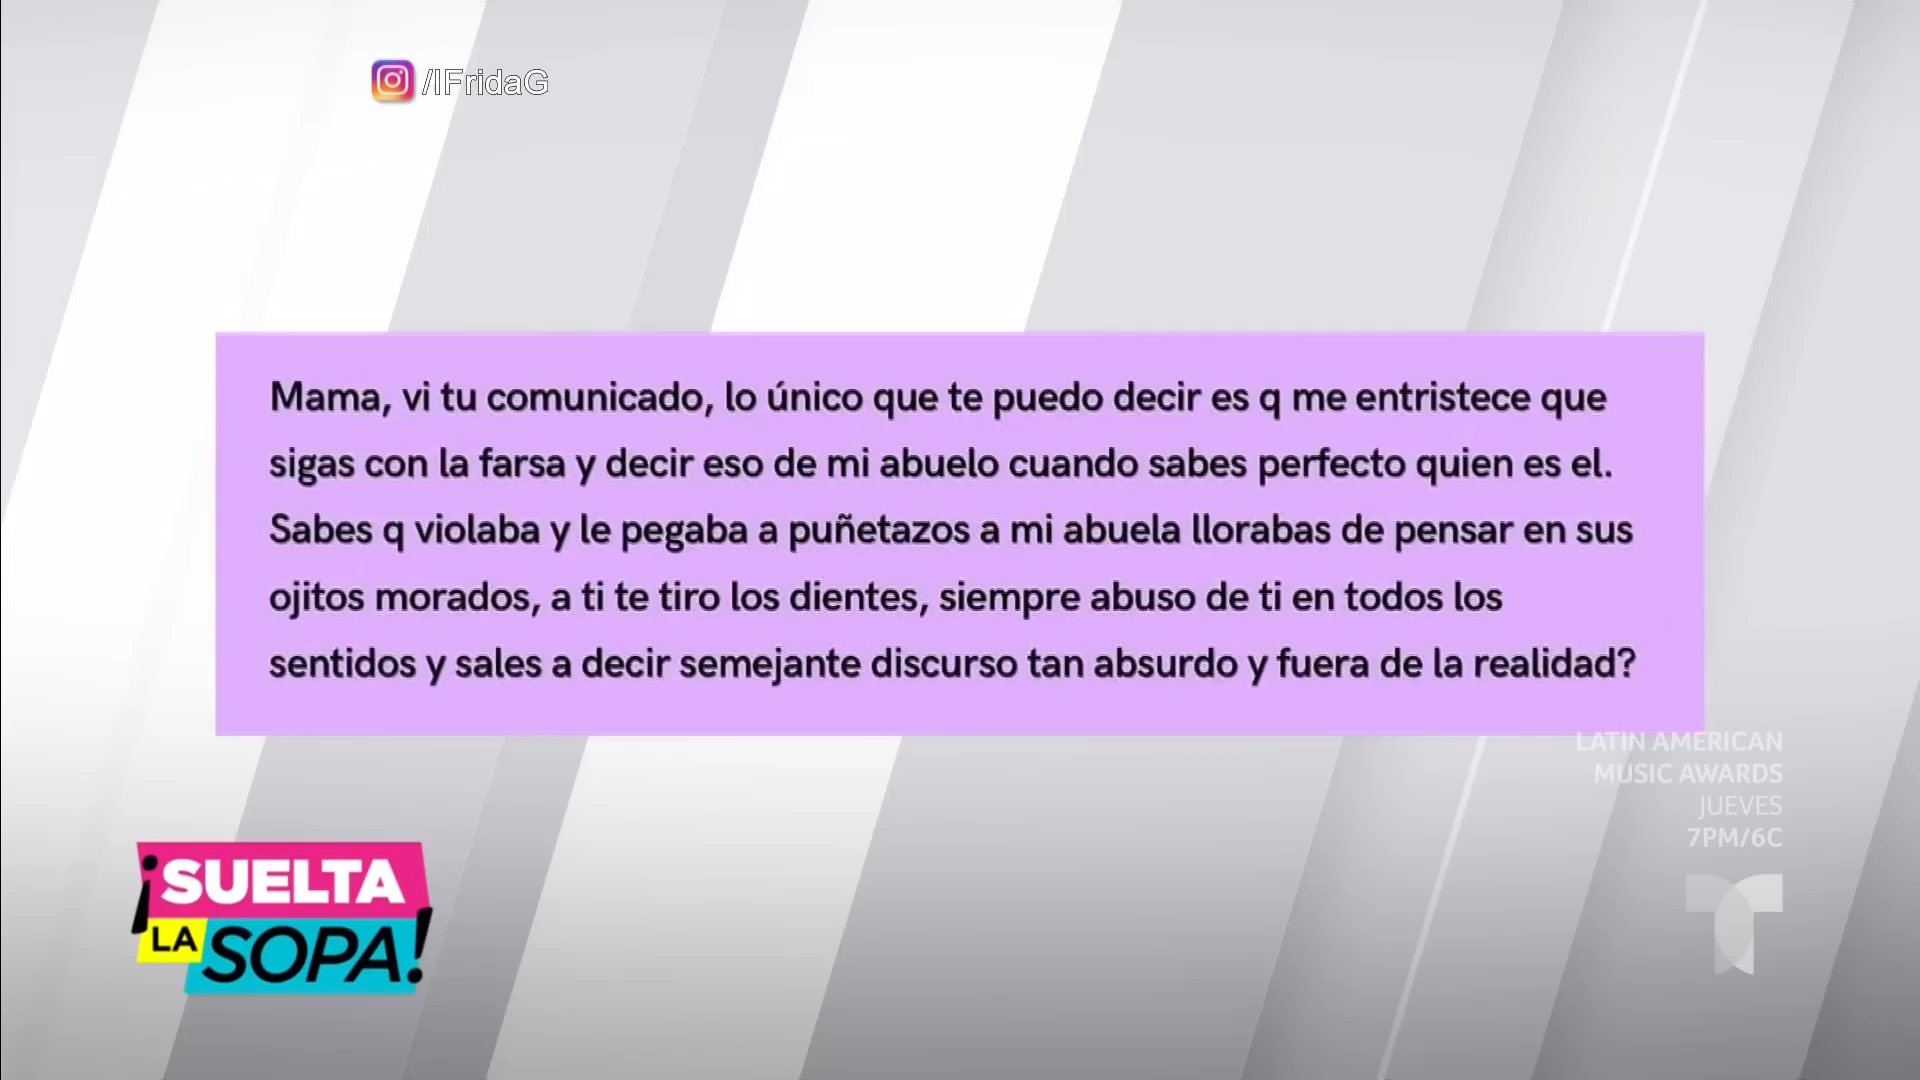 /IFridaG
Mama, vi tu comunicado, lo único que te puedo decir es q me entristece que
sigas con la farsa y decir eso de mi abuelo cuando sabes perfecto quien es el.
Sabes q violaba y le pegaba a puñetazos a mi abuela llorabas de pensar en sus
ojitos morados, a ti te tiro los dientes, siempre abuso de ti en todos los
sentidos y sales a decir semejante discurso tan absurdo y fuera de la realidad?
LATIN AMERICAN
MUSIC AWARDS
JUEVES
7PM/6C
¡SUELTA
LA SOPA!